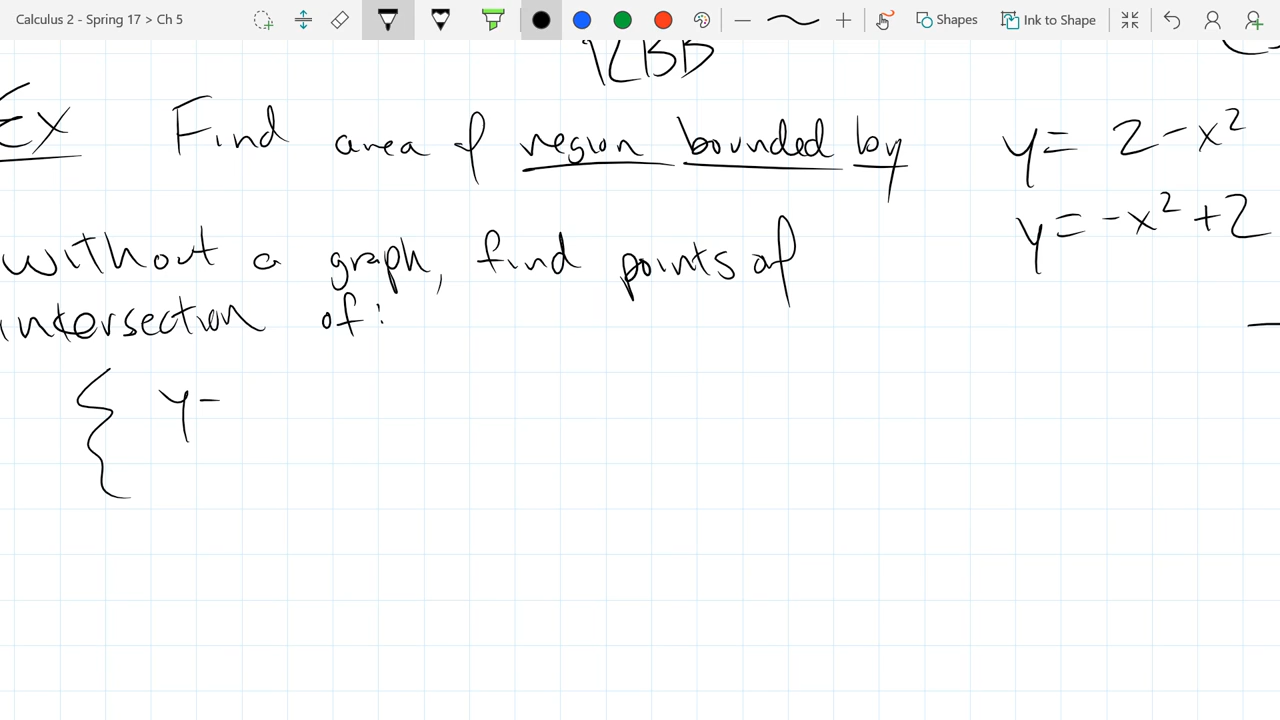 Calculus 2 - Spring 17 > Ch 5
Shapes
Ink to Shape
RBB
EX Find area of region bounded by y = 2 - x²
y = -x² + 2
without a graph, find points of
intersection of:
{ y -